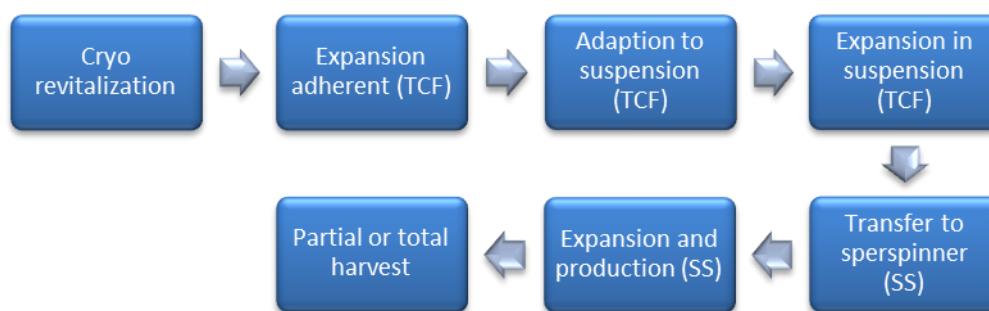 Cryo
revitalization
Expansion
adherent (TCF)
Adaption to
suspension
(TCF)
Expansion in
suspension
(TCF)
Transfer to
sperspinner
(SS)
Expansion and
production (SS)
Partial or total
harvest